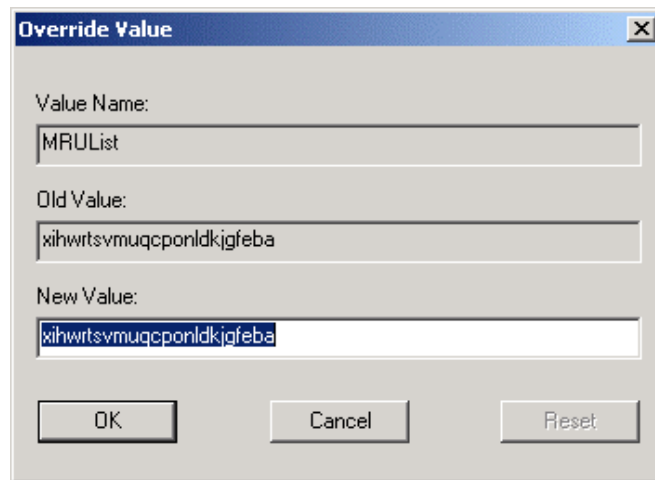 Override Value
Value Name:
MRUList
Old Value:
xihwrtsvmuqcponldkjgfeba
New Value:
xihwrtsvmuqcponldkjgfeba
OK Cancel Reset